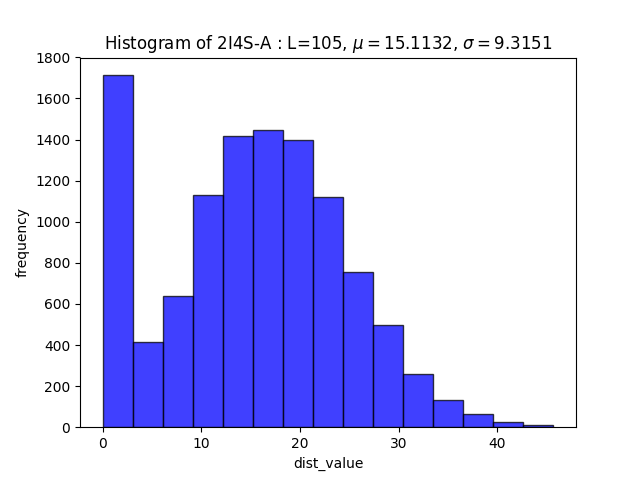 Histogram of 2I4S-A : L=105, μ = 15.1132, σ = 9.3151
1800
1600
1400
1200
1000
800
600
400
200
0
frequency
0 10 20 30 40
dist_value